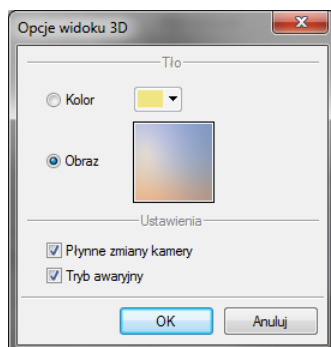 Opcje widoku 3D
Tło
Kolor
Obraz
Ustawienia
Płynne zmiany kamery
Tryb awaryjny
OK Anuluj